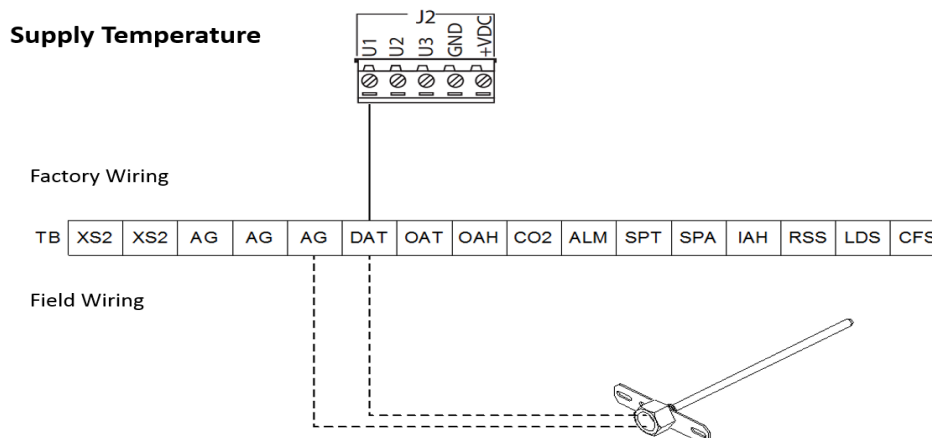 J2
Supply Temperature
U1 U2 U3 GND +VDC
Factory Wiring
TB XS2 XS2 AG AG AG DAT OAT OAH CO2 ALM SPT SPA IAH RSS LDS CFS
Field Wiring